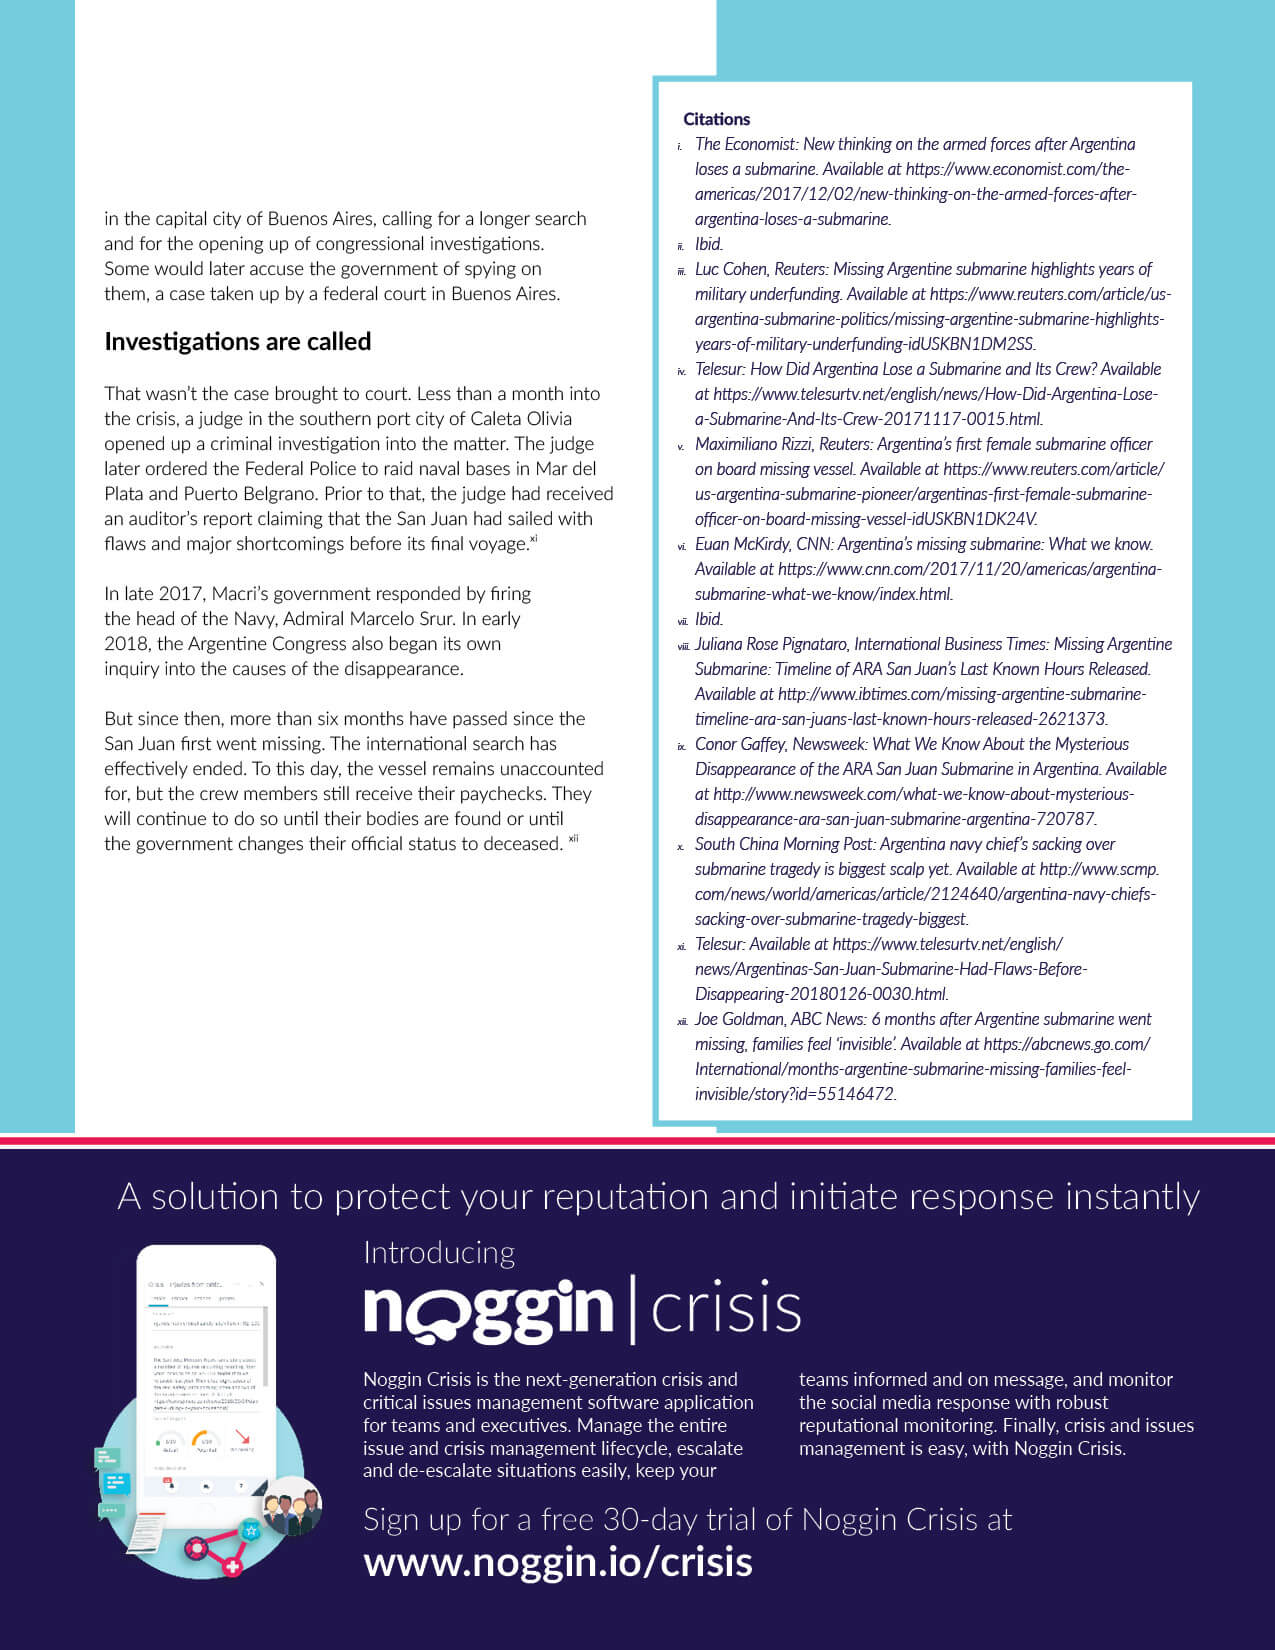 in the capital city of Buenos Aires, calling for a longer search
and for the opening up of congressional investigations.
Some would later accuse the government of spying on
them, a case taken up by a federal court in Buenos Aires.
Investigations are called
That wasn't the case brought to court. Less than a month into
the crisis, a judge in the southern port city of Caleta Olivia
opened up a criminal investigation into the matter. The judge
later ordered the Federal Police to raid naval bases in Mar del
Plata and Puerto Belgrano. Prior to that, the judge had received
an auditor's report claiming that the San Juan had sailed with
flaws and major shortcomings before its final voyage.xi
In late 2017, Macri's government responded by firing
the head of the Navy, Admiral Marcelo Srur. In early
2018, the Argentine Congress also began its own
inquiry into the causes of the disappearance.
But since then, more than six months have passed since the
San Juan first went missing. The international search has
effectively ended. To this day, the vessel remains unaccounted
for, but the crew members still receive their paychecks. They
will continue to do so until their bodies are found or until
the government changes their official status to deceased. xii
Citations
i. The Economist: New thinking on the armed forces after Argentina
loses a submarine. Available at https://www.economist.com/the-
americas/2017/12/02/new-thinking-on-the-armed-forces-after-
argentina-loses-a-submarine.
ii. Ibid.
iii. Luc Cohen, Reuters: Missing Argentine submarine highlights years of
military underfunding. Available at https://www.reuters.com/article/us-
argentina-submarine-politics/missing-argentine-submarine-highlights-
years-of-military-underfunding-idUSKBN1DM2SS.
iv. Telesur: How Did Argentina Lose a Submarine and Its Crew? Available
at https://www.telesurtv.net/english/news/How-Did-Argentina-Lose-
a-Submarine-And-Its-Crew-20171117-0015.html.
v. Maximiliano Rizzi, Reuters: Argentina's first female submarine officer
on board missing vessel. Available at https://www.reuters.com/article/
us-argentina-submarine-pioneer/argentinas-first-female-submarine-
officer-on-board-missing-vessel-idUSKBN1DK24V.
vi. Euan McKirdy, CNN: Argentina's missing submarine: What we know.
Available at https://www.cnn.com/2017/11/20/americas/argentina-
submarine-what-we-know/index.html.
vii. Ibid.
viii. Juliana Rose Pignataro, International Business Times: Missing Argentine
Submarine: Timeline of ARA San Juan's Last Known Hours Released.
Available at http://www.ibtimes.com/missing-argentine-submarine-
timeline-ara-san-juans-last-known-hours-released-2621373.
ix. Conor Gaffey, Newsweek: What We Know About the Mysterious
Disappearance of the ARA San Juan Submarine in Argentina. Available
at http://www.newsweek.com/what-we-know-about-mysterious-
disappearance-ara-san-juan-submarine-argentina-720787.
x. South China Morning Post: Argentina navy chief's sacking over
submarine tragedy is biggest scalp yet. Available at http://www.scmp.
com/news/world/americas/article/2124640/argentina-navy-chiefs-
sacking-over-submarine-tragedy-biggest.
xi. Telesur: Available at https://www.telesurtv.net/english/
news/Argentinas-San-Juan-Submarine-Had-Flaws-Before-
Disappearing-20180126-0030.html.
xii. Joe Goldman, ABC News: 6 months after Argentine submarine went
missing, families feel 'invisible'. Available at https://abcnews.go.com/
International/months-argentine-submarine-missing-families-feel-
invisible/story?id=55146472.
A solution to protect your reputation and initiate response instantly
Introducing
noggin | crisis
Noggin Crisis is the next-generation crisis and
critical issues management software application
for teams and executives. Manage the entire
issue and crisis management lifecycle, escalate
and de-escalate situations easily, keep your
teams informed and on message, and monitor
the social media response with robust
reputational monitoring. Finally, crisis and issues
management is easy, with Noggin Crisis.
Sign up for a free 30-day trial of Noggin Crisis at
www.noggin.io/crisis